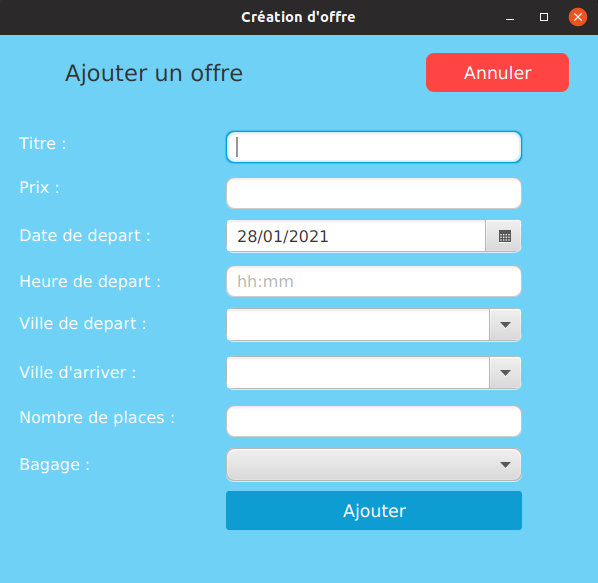 Création d'offre
Ajouter un offre
Annuler
Titre :
Prix :
Date de depart :
28/01/2021
Heure de depart :
hh:mm
Ville de depart :
Ville d'arriver :
Nombre de places :
Bagage :
Ajouter